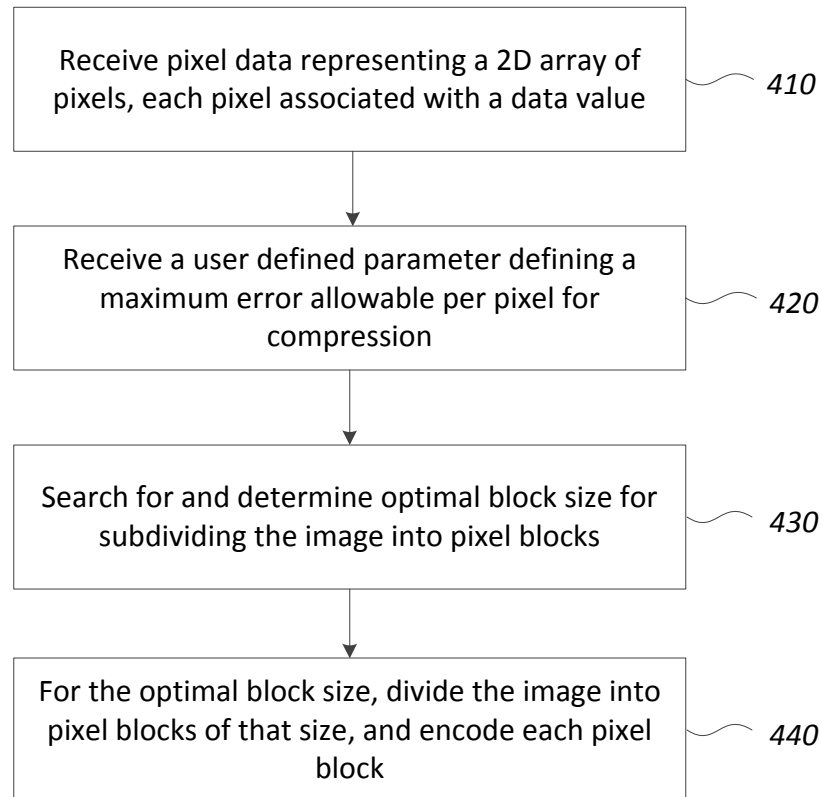 Receive pixel data representing a 2D array of
pixels, each pixel associated with a data value
410
Receive a user defined parameter defining a
maximum error allowable per pixel for
compression
420
Search for and determine optimal block size for
subdividing the image into pixel blocks
430
For the optimal block size, divide the image into
pixel blocks of that size, and encode each pixel
block
440